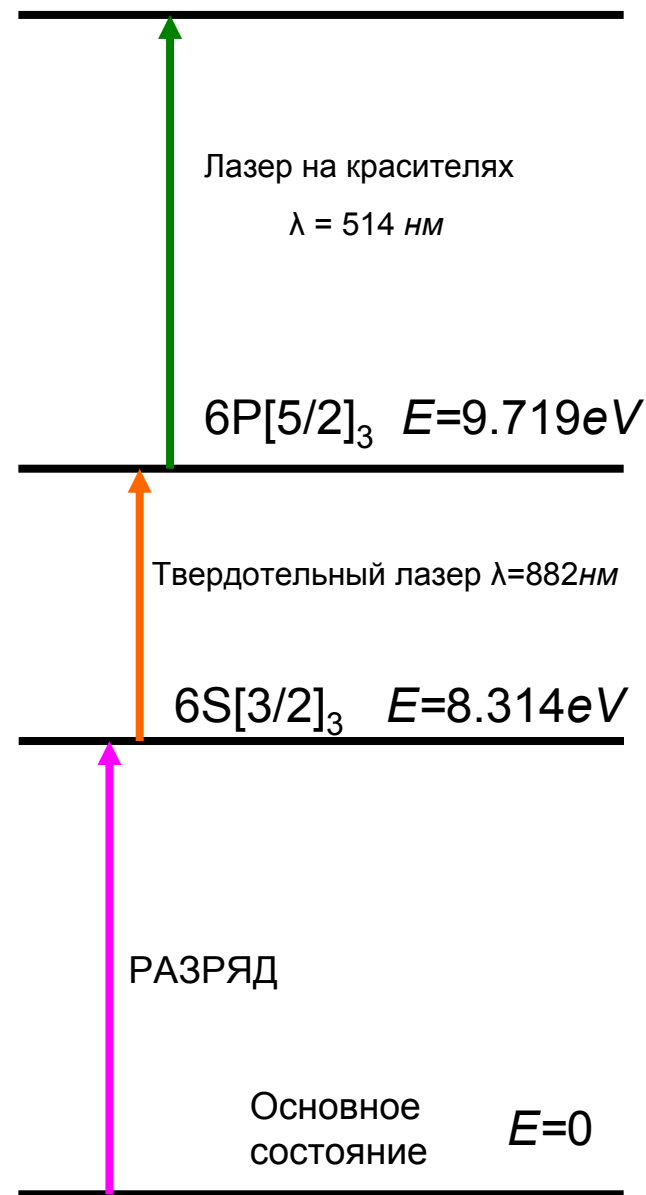 Лазер на красителях
λ = 514 нм
6P[5/2]₃ E=9.719eV
Твердотельный лазер λ=882нм
6S[3/2]₃ E=8.314eV
РАЗРЯД
Основное
состояние E=0